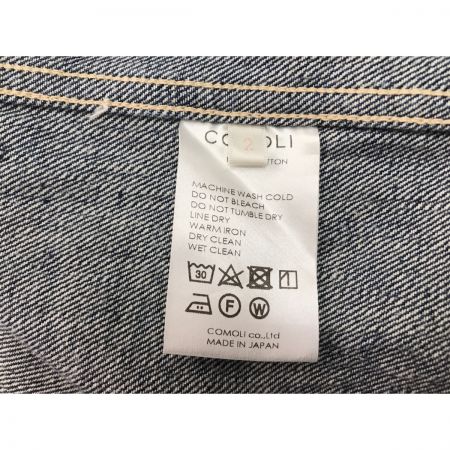 COMOLI
2
MACHINE WASH COLD
DO NOT BLEACH
DO NOT TUMBLE DRY
LINE DRY
WARM IRON
DRY CLEAN
WET CLEAN
30
F W
COMOLI co.,Ltd
MADE IN JAPAN